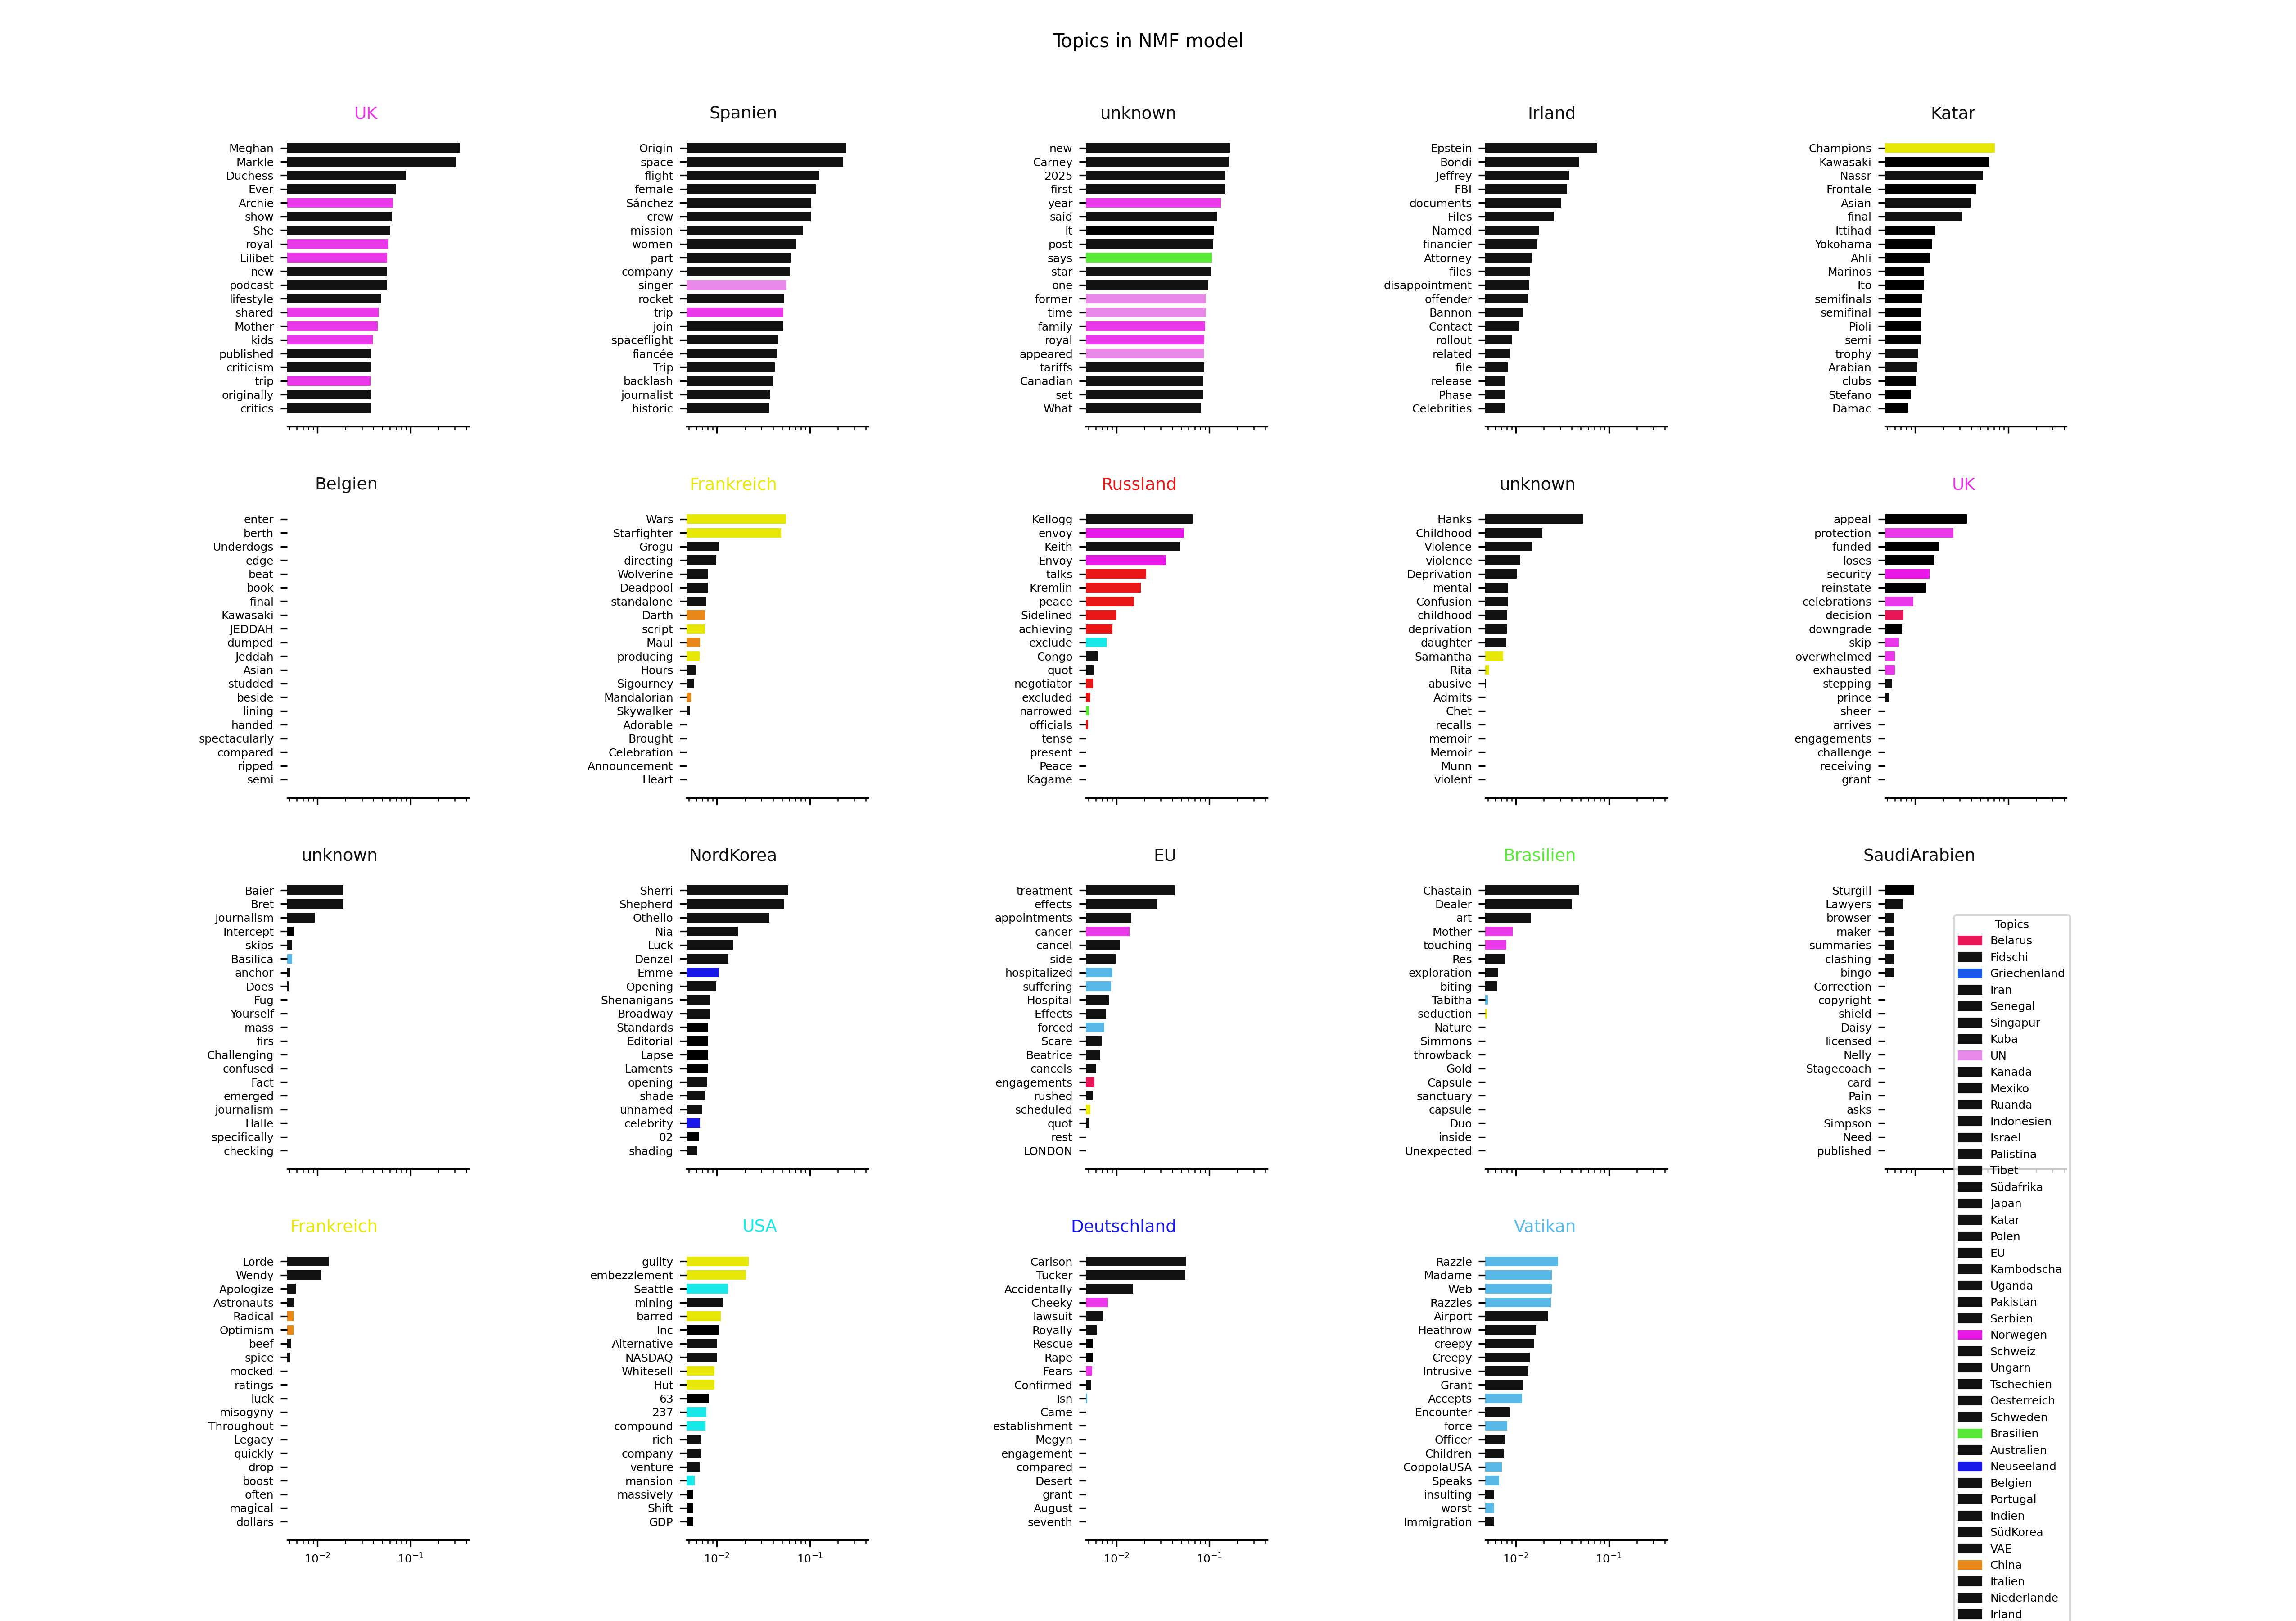 Topics in NMF model
UK
Meghan
Markle
Duchess
Ever
Archie
show
She
royal
Lilibet
new
podcast
lifestyle
shared
Mother
kids
published
criticism
trip
originally
critics
Spanien
Origin
space
flight
female
Sánchez
crew
mission
women
part
company
singer
rocket
trip
join
spaceflight
fiancée
Trip
backlash
journalist
historic
unknown
new
Carney
2025
first
year
said
It
post
says
star
one
former
time
family
royal
appeared
tariffs
Canadian
set
What
Irland
Epstein
Bondi
Jeffrey
FBI
documents
Files
Named
financier
Attorney
files
disappointment
offender
Bannon
Contact
rollout
related
file
release
Phase
Celebrities
Katar
Champions
Kawasaki
Nassr
Frontale
Asian
final
Ittihad
Yokohama
Ahli
Marinos
Ito
semifinals
semifinal
Pioli
semi
trophy
Arabian
clubs
Stefano
Damac
Belgien
enter
berth
Underdogs
edge
beat
book
final
Kawasaki
JEDDAH
dumped
Jeddah
Asian
studded
beside
lining
handed
spectacularly
compared
ripped
semi
Frankreich
Wars
Starfighter
Grogu
directing
Wolverine
Deadpool
standalone
Darth
script
Maul
producing
Hours
Sigourney
Mandalorian
Skywalker
Adorable
Brought
Celebration
Announcement
Heart
Russland
Kellogg
envoy
Keith
Envoy
talks
Kremlin
peace
Sidelined
achieving
exclude
Congo
quot
negotiator
excluded
narrowed
officials
tense
present
Peace
Kagame
unknown
Hanks
Childhood
Violence
violence
Deprivation
mental
Confusion
childhood
deprivation
daughter
Samantha
Rita
abusive
Admits
Chet
recalls
memoir
Memoir
Munn
violent
UK
appeal
protection
funded
loses
security
reinstate
celebrations
decision
downgrade
skip
overwhelmed
exhausted
stepping
prince
sheer
arrives
engagements
challenge
receiving
grant
unknown
Baier
Bret
Journalism
Intercept
skips
Basilica
anchor
Does
Fug
Yourself
mass
firs
Challenging
confused
Fact
emerged
journalism
Halle
specifically
checking
NordKorea
Sherri
Shepherd
Othello
Nia
Luck
Denzel
Emme
Opening
Shenanigans
Broadway
Standards
Editorial
Lapse
Laments
opening
shade
unnamed
celebrity
02
shading
EU
treatment
effects
appointments
cancer
cancel
side
hospitalized
suffering
Hospital
Effects
forced
Scare
Beatrice
cancels
engagements
rushed
scheduled
quot
rest
LONDON
Brasilien
Chastain
Dealer
art
Mother
touching
Res
exploration
biting
Tabitha
seduction
Nature
Simmons
throwback
Gold
Capsule
sanctuary
capsule
Duo
inside
Unexpected
SaudiArabien
Sturgill
Lawyers
browser
maker
summaries
clashing
bingo
Correction
copyright
shield
Daisy
licensed
Nelly
Stagecoach
card
Pain
asks
Simpson
Need
published
Frankreich
Lorde
Wendy
Apologize
Astronauts
Radical
Optimism
beef
spice
mocked
ratings
luck
misogyny
Throughout
Legacy
quickly
drop
boost
often
magical
dollars
10⁻² 10⁻¹
USA
guilty
embezzlement
Seattle
mining
barred
Inc
Alternative
NASDAQ
Whitesell
Hut
63
237
compound
rich
company
venture
mansion
massively
Shift
GDP
10⁻² 10⁻¹
Deutschland
Carlson
Tucker
Accidentally
Cheeky
lawsuit
Royally
Rescue
Rape
Fears
Confirmed
Isn
Came
establishment
Megyn
engagement
compared
Desert
grant
August
seventh
10⁻² 10⁻¹
Vatikan
Razzie
Madame
Web
Razzies
Airport
Heathrow
creepy
Creepy
Intrusive
Grant
Accepts
Encounter
force
Officer
Children
CoppolaUSA
Speaks
insulting
worst
Immigration
10⁻² 10⁻¹
Topics
Belarus
Fidschi
Griechenland
Iran
Senegal
Singapur
Kuba
UN
Kanada
Mexiko
Ruanda
Indonesien
Israel
Palistina
Tibet
Südafrika
Japan
Katar
Polen
EU
Kambodscha
Uganda
Pakistan
Serbien
Norwegen
Schweiz
Ungarn
Tschechien
Oesterreich
Schweden
Brasilien
Australien
Neuseeland
Belgien
Portugal
Indien
SüdKorea
VAE
China
Italien
Niederlande
Irland